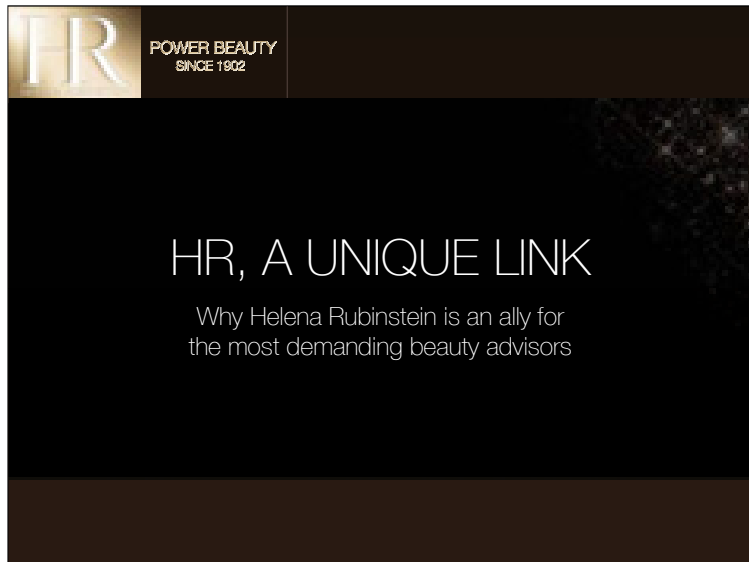 HR
POWER BEAUTY
SINCE 1902
HR, A UNIQUE LINK
Why Helena Rubinstein is an ally for
the most demanding beauty advisors